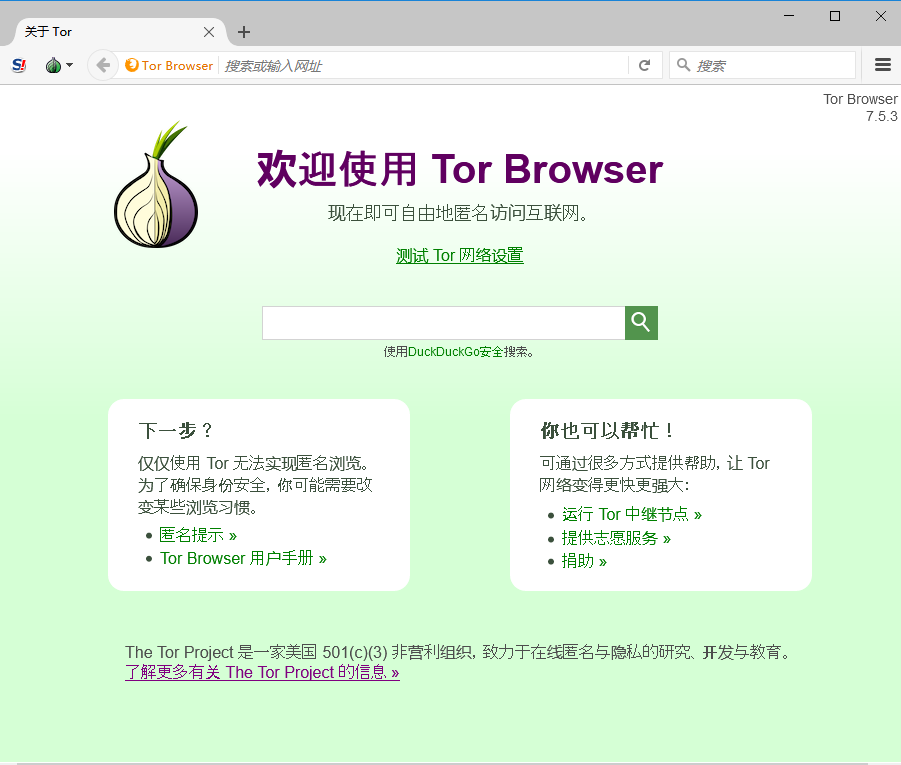 关于 Tor
S!
Tor Browser
搜索或输入网址
搜索
Tor Browser
7.5.3
欢迎使用 Tor Browser
现在即可自由地匿名访问互联网。
测试 Tor 网络设置
使用DuckDuckGo安全搜索。
下一步？
仅仅使用 Tor 无法实现匿名浏览。
为了确保身份安全, 你可能需要改
变某些浏览习惯。
匿名提示 »
Tor Browser 用户手册 »
你也可以帮忙！
可通过很多方式提供帮助, 让 Tor
网络变得更快更强大:
运行 Tor 中继节点 »
提供志愿服务 »
捐助 »
The Tor Project 是一家美国 501(c)(3) 非营利组织, 致力于在线匿名与隐私的研究、开发与教育。
了解更多有关 The Tor Project 的信息 »